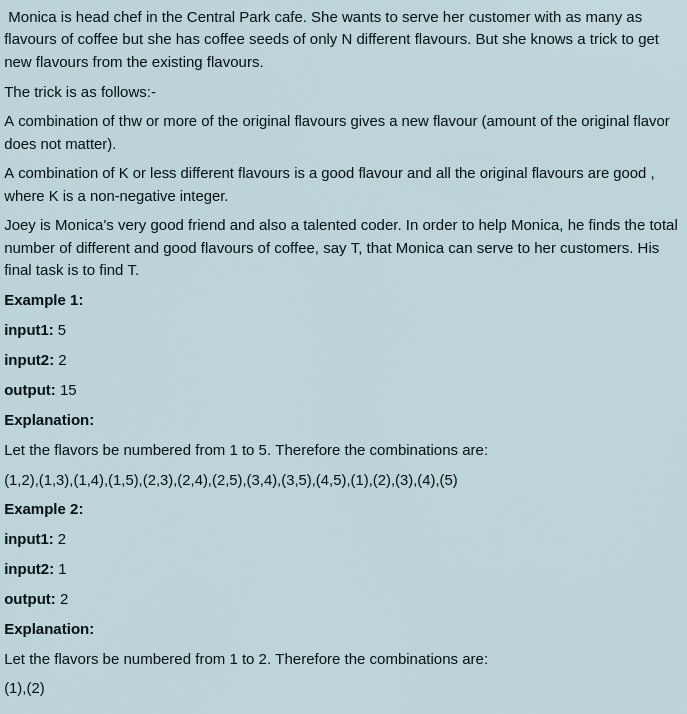 Monica is head chef in the Central Park cafe. She wants to serve her customer with as many as
flavours of coffee but she has coffee seeds of only N different flavours. But she knows a trick to get
new flavours from the existing flavours.
The trick is as follows:-
A combination of thw or more of the original flavours gives a new flavour (amount of the original flavor
does not matter).
A combination of K or less different flavours is a good flavour and all the original flavours are good ,
where K is a non-negative integer.
Joey is Monica's very good friend and also a talented coder. In order to help Monica, he finds the total
number of different and good flavours of coffee, say T, that Monica can serve to her customers. His
final task is to find T.
Example 1:
input1: 5
input2: 2
output: 15
Explanation:
Let the flavors be numbered from 1 to 5. Therefore the combinations are:
(1,2),(1,3),(1,4),(1,5),(2,3),(2,4),(2,5),(3,4),(3,5),(4,5),(1),(2),(3),(4),(5)
Example 2:
input1: 2
input2: 1
output: 2
Explanation:
Let the flavors be numbered from 1 to 2. Therefore the combinations are:
(1),(2)